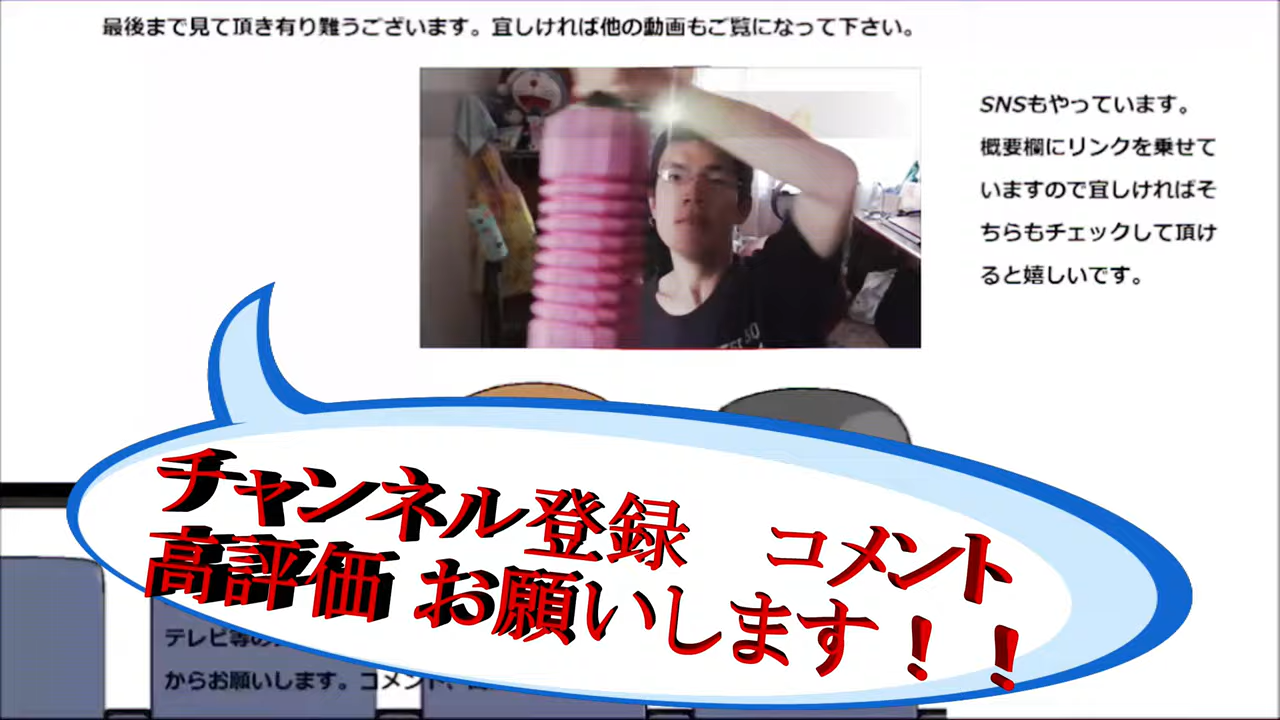 最後まで見て頂き有り難うございます。宜しければ他の動画もご覧になって下さい。
SNSもやっています。
概要欄にリンクを乗せて
いますので宜しければそ
ちらもチェックして頂け
ると嬉しいです。
チャンネル登録　コメント
高評価 お願いします！！
テレビ等の
からお願いします。コメント、